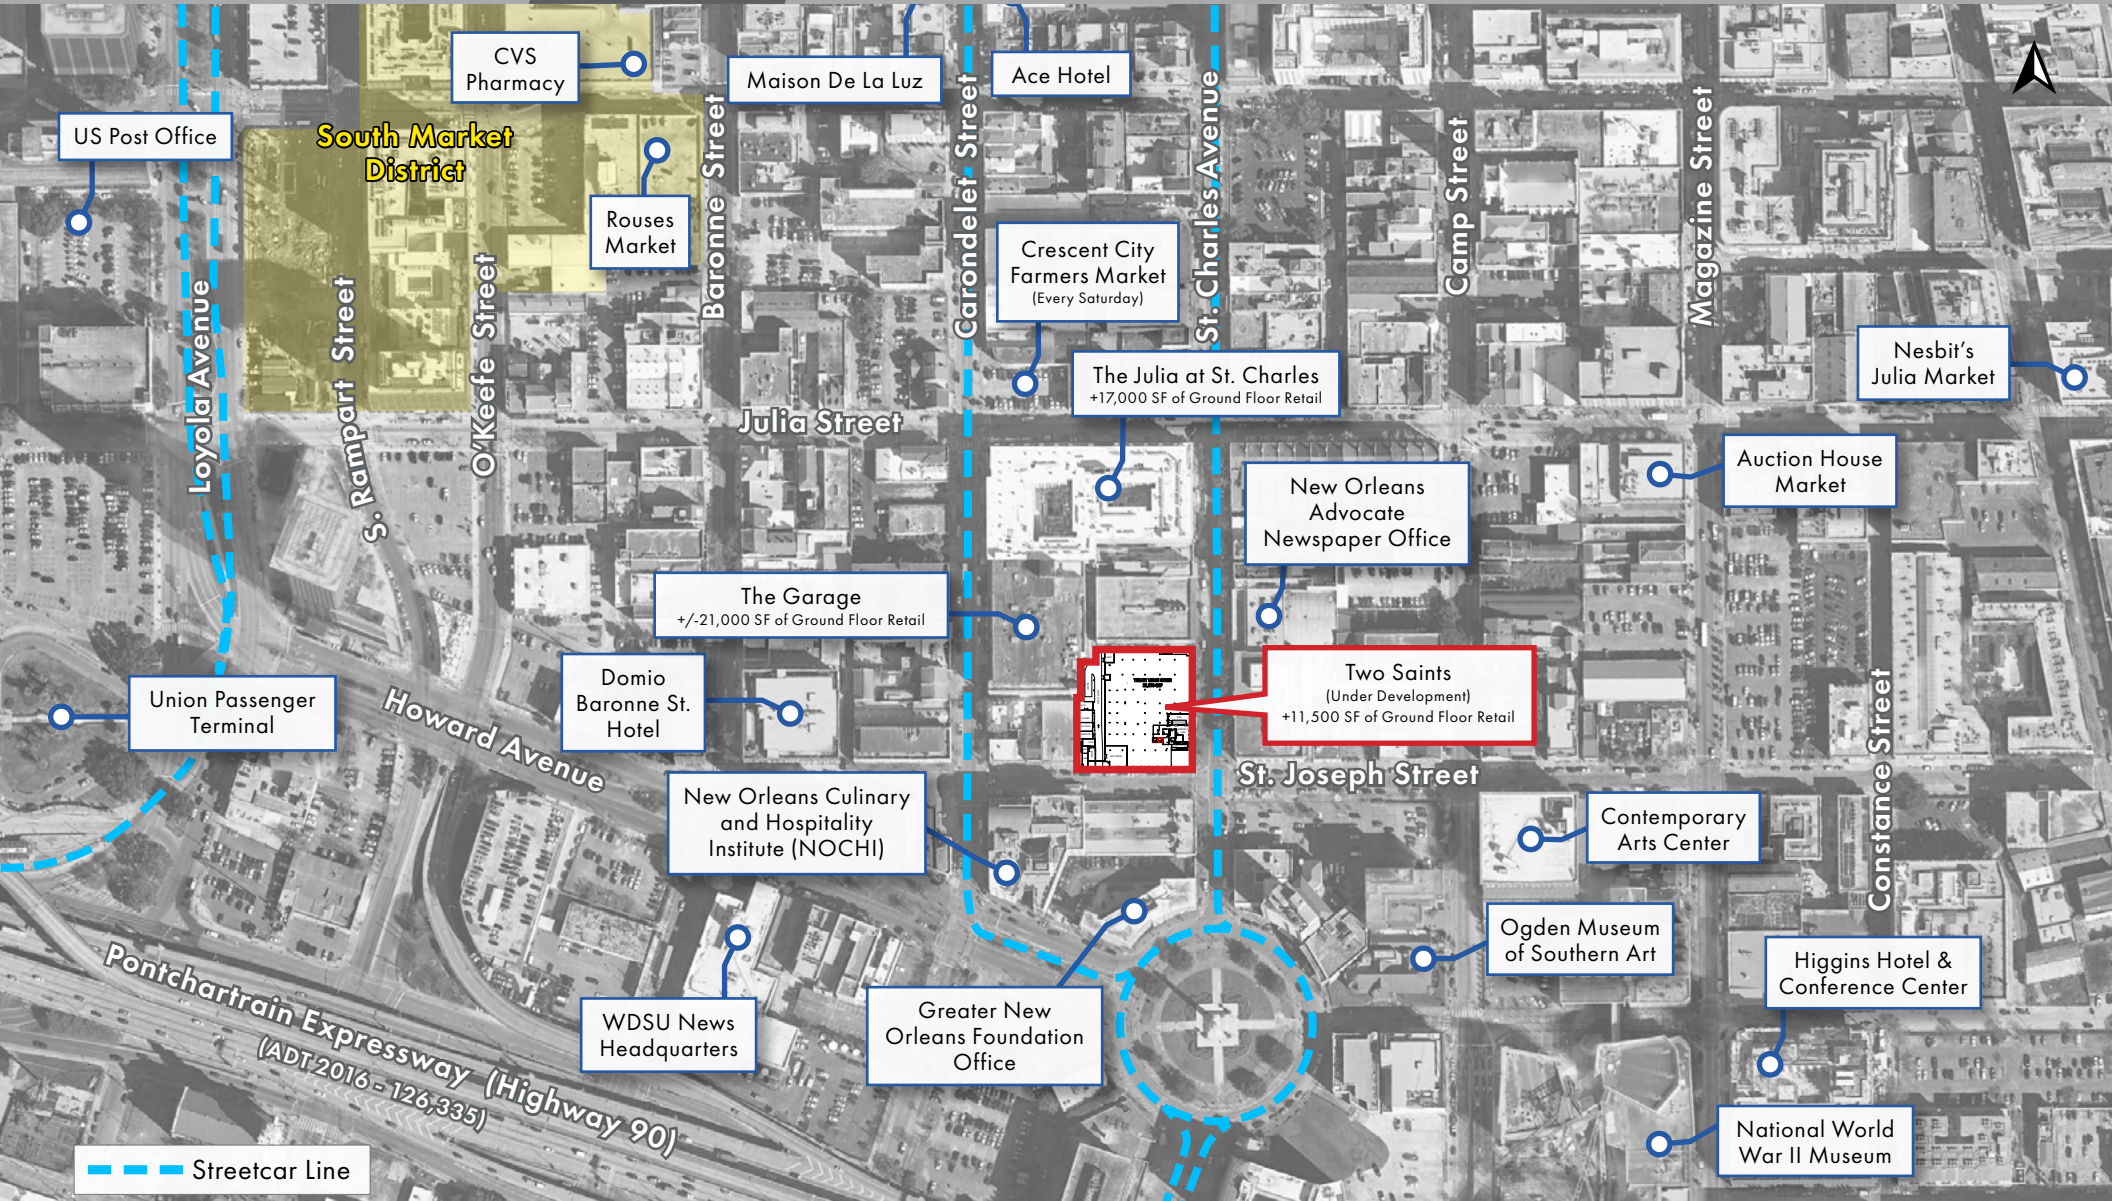 CVS
Pharmacy
Maison De La Luz
Ace Hotel
US Post Office
South Market
District
Rouses
Market
Baronne Street
Carondelet Street
St. Charles Avenue
Camp Street
Magazine Street
Crescent City
Farmers Market
(Every Saturday)
Loyola Avenue
S. Rampart Street
O'Keefe Street
The Julia at St. Charles
+17,000 SF of Ground Floor Retail
Nesbit's
Julia Market
Julia Street
New Orleans
Advocate
Newspaper Office
Auction House
Market
The Garage
+/-21,000 SF of Ground Floor Retail
Union Passenger
Terminal
Howard Avenue
Domio
Baronne St.
Hotel
Two Saints
(Under Development)
+11,500 SF of Ground Floor Retail
St. Joseph Street
Constance Street
New Orleans Culinary
and Hospitality
Institute (NOCHI)
Contemporary
Arts Center
Ogden Museum
of Southern Art
Higgins Hotel &
Conference Center
Pontchartrain Expressway (Highway 90)
(ADT 2016 - 126,335)
WDSU News
Headquarters
Greater New
Orleans Foundation
Office
National World
War II Museum
Streetcar Line